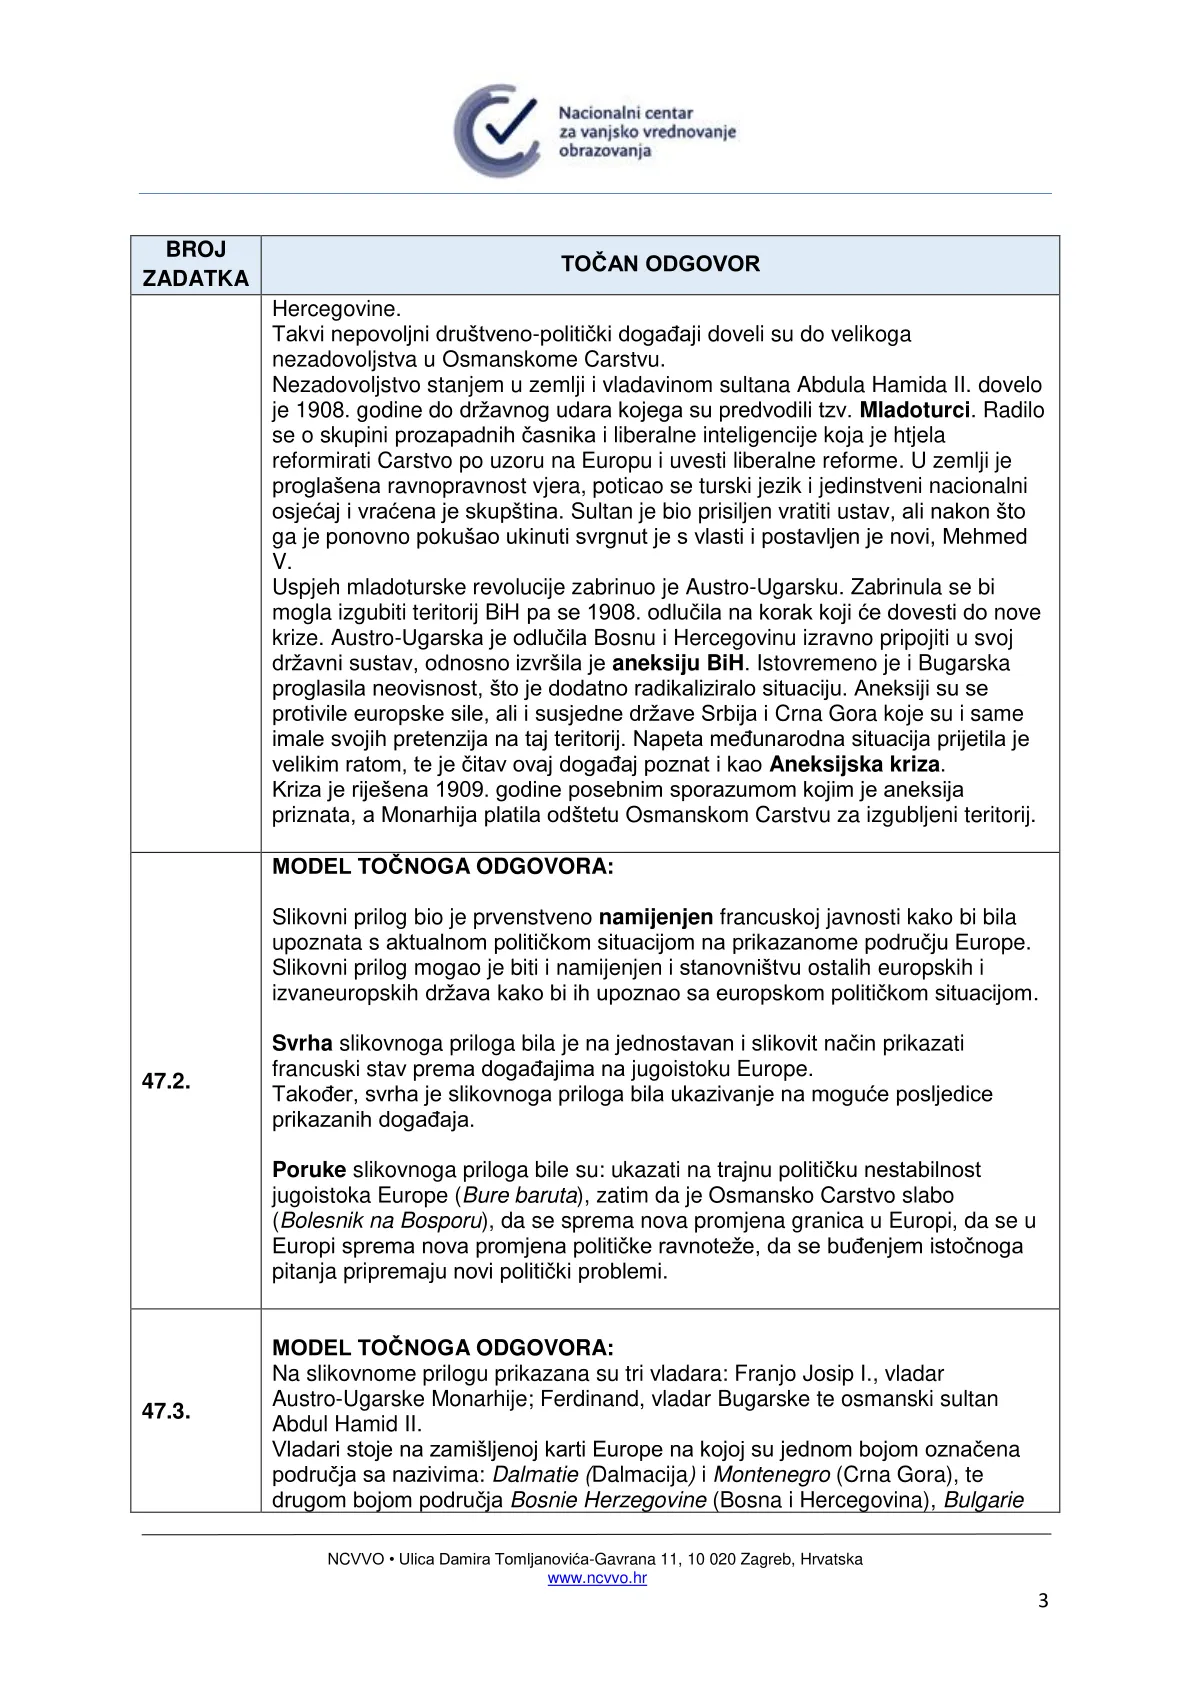 Nacionalni centar
za vanjsko vrednovanje
obrazovanja
BROJ
ZADATKA
TOČAN ODGOVOR
Hercegovine.
Takvi nepovoljni društveno-politički događaji doveli su do velikoga
nezadovoljstva u Osmanskome Carstvu.
Nezadovoljstvo stanjem u zemlji i vladavinom sultana Abdula Hamida II. dovelo
je 1908. godine do državnog udara kojega su predvodili tzv. Mladoturci. Radilo
se o skupini prozapadnih časnika i liberalne inteligencije koja je htjela
reformirati Carstvo po uzoru na Europu i uvesti liberalne reforme. U zemlji je
proglašena ravnopravnost vjera, poticao se turski jezik i jedinstveni nacionalni
osjećaj i vraćena je skupština. Sultan je bio prisiljen vratiti ustav, ali nakon što
ga je ponovno pokušao ukinuti svrgnut je s vlasti i postavljen je novi, Mehmed
V.
Uspjeh mladoturske revolucije zabrinuo je Austro-Ugarsku. Zabrinula se bi
mogla izgubiti teritorij BiH pa se 1908. odlučila na korak koji će dovesti do nove
krize. Austro-Ugarska je odlučila Bosnu i Hercegovinu izravno pripojiti u svoj
državni sustav, odnosno izvršila je aneksiju BiH. Istovremeno je i Bugarska
proglasila neovisnost, što je dodatno radikaliziralo situaciju. Aneksiji su se
protivile europske sile, ali i susjedne države Srbija i Crna Gora koje su i same
imale svojih pretenzija na taj teritorij. Napeta međunarodna situacija prijetila je
velikim ratom, te je čitav ovaj događaj poznat i kao Aneksijska kriza.
Kriza je riješena 1909. godine posebnim sporazumom kojim je aneksija
priznata, a Monarhija platila odštetu Osmanskom Carstvu za izgubljeni teritorij.
47.2.
MODEL TOČNOGA ODGOVORA:
Slikovni prilog bio je prvenstveno namijenjen francuskoj javnosti kako bi bila
upoznata s aktualnom političkom situacijom na prikazanome području Europe.
Slikovni prilog mogao je biti i namijenjen i stanovništvu ostalih europskih i
izvaneuropskih država kako bi ih upoznao sa europskom političkom situacijom.
Svrha slikovnoga priloga bila je na jednostavan i slikovit način prikazati
francuski stav prema događajima na jugoistoku Europe.
Također, svrha je slikovnoga priloga bila ukazivanje na moguće posljedice
prikazanih događaja.
Poruke slikovnoga priloga bile su: ukazati na trajnu političku nestabilnost
jugoistoka Europe (Bure baruta), zatim da je Osmansko Carstvo slabo
(Bolesnik na Bosporu), da se sprema nova promjena granica u Europi, da se u
Europi sprema nova promjena političke ravnoteže, da se buđenjem istočnoga
pitanja pripremaju novi politički problemi.
47.3.
MODEL TOČNOGA ODGOVORA:
Na slikovnome prilogu prikazana su tri vladara: Franjo Josip I., vladar
Austro-Ugarske Monarhije; Ferdinand, vladar Bugarske te osmanski sultan
Abdul Hamid II.
Vladari stoje na zamišljenoj karti Europe na kojoj su jednom bojom označena
područja sa nazivima: Dalmatie (Dalmacija) i Montenegro (Crna Gora), te
drugom bojom područja Bosnie Herzegovine (Bosna i Hercegovina), Bulgarie
NCVVO • Ulica Damira Tomljanovića-Gavrana 11, 10 020 Zagreb, Hrvatska
www.ncvvo.hr
3